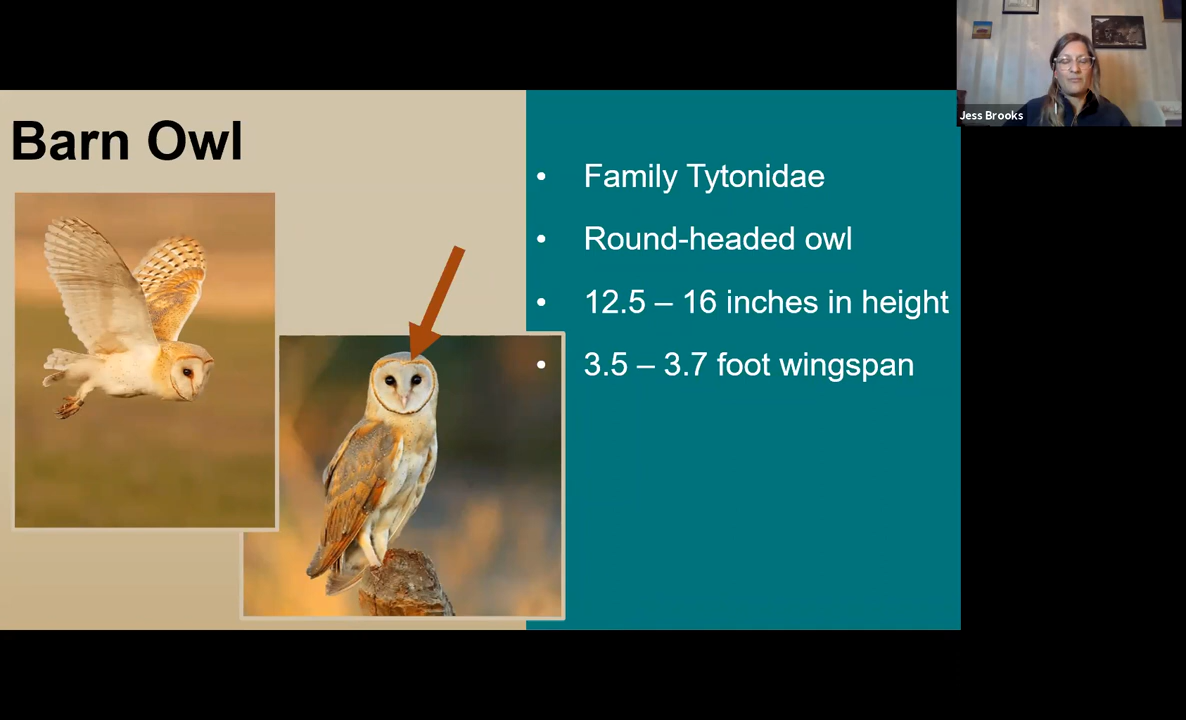 Barn Owl
• Family Tytonidae
• Round-headed owl
• 12.5 – 16 inches in height
• 3.5 – 3.7 foot wingspan
Jess Brooks